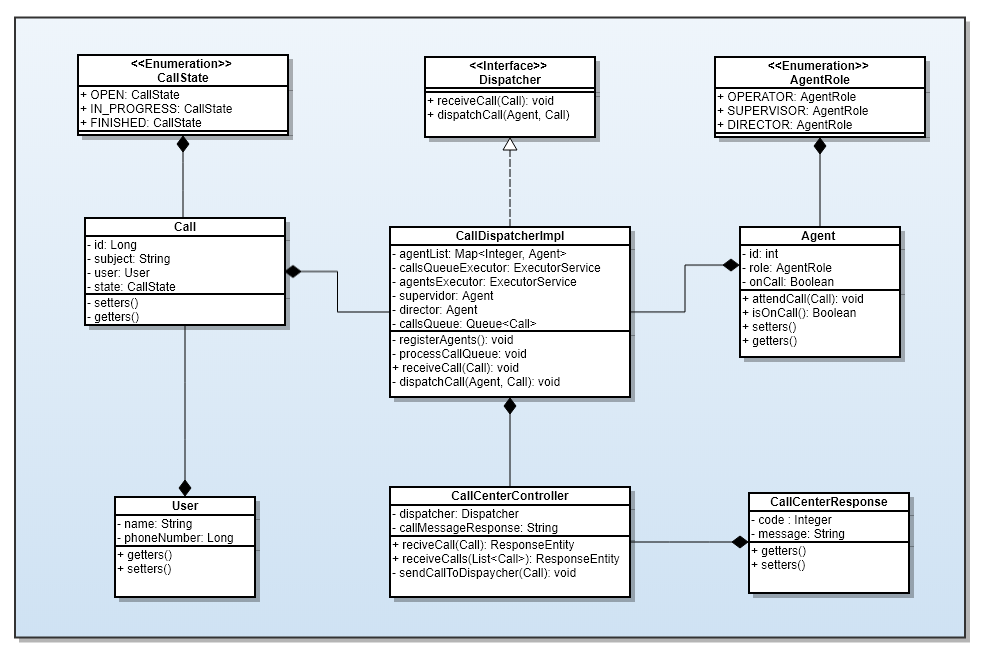 <<Enumeration>>
CallState
+ OPEN: CallState
+ IN_PROGRESS: CallState
+ FINISHED: CallState
<<Interface>>
Dispatcher
+ receiveCall(Call): void
+ dispatchCall(Agent, Call)
<<Enumeration>>
AgentRole
+ OPERATOR: AgentRole
+ SUPERVISOR: AgentRole
+ DIRECTOR: AgentRole
Call
- id: Long
- subject: String
- user: User
- state: CallState
- setters()
- getters()
CallDispatcherImpl
- agentList: Map<Integer, Agent>
- callsQueueExecutor: ExecutorService
- agentsExecutor: ExecutorService
- supervidor: Agent
- director: Agent
- callsQueue: Queue<Call>
- registerAgents(): void
- processCallQueue: void
+ receiveCall(Call): void
- dispatchCall(Agent, Call): void
Agent
- id: int
- role: AgentRole
- onCall: Boolean
+ attendCall(Call): void
+ isOnCall(): Boolean
+ setters()
+ getters()
User
- name: String
- phoneNumber: Long
+ getters()
+ setters()
CallCenterController
- dispatcher: Dispatcher
- callMessageResponse: String
+ reciveCall(Call): ResponseEntity
+ receiveCalls(List<Call>): ResponseEntity
- sendCallToDispaycher(Call): void
CallCenterResponse
- code : Integer
- message: String
+ getters()
+ setters()